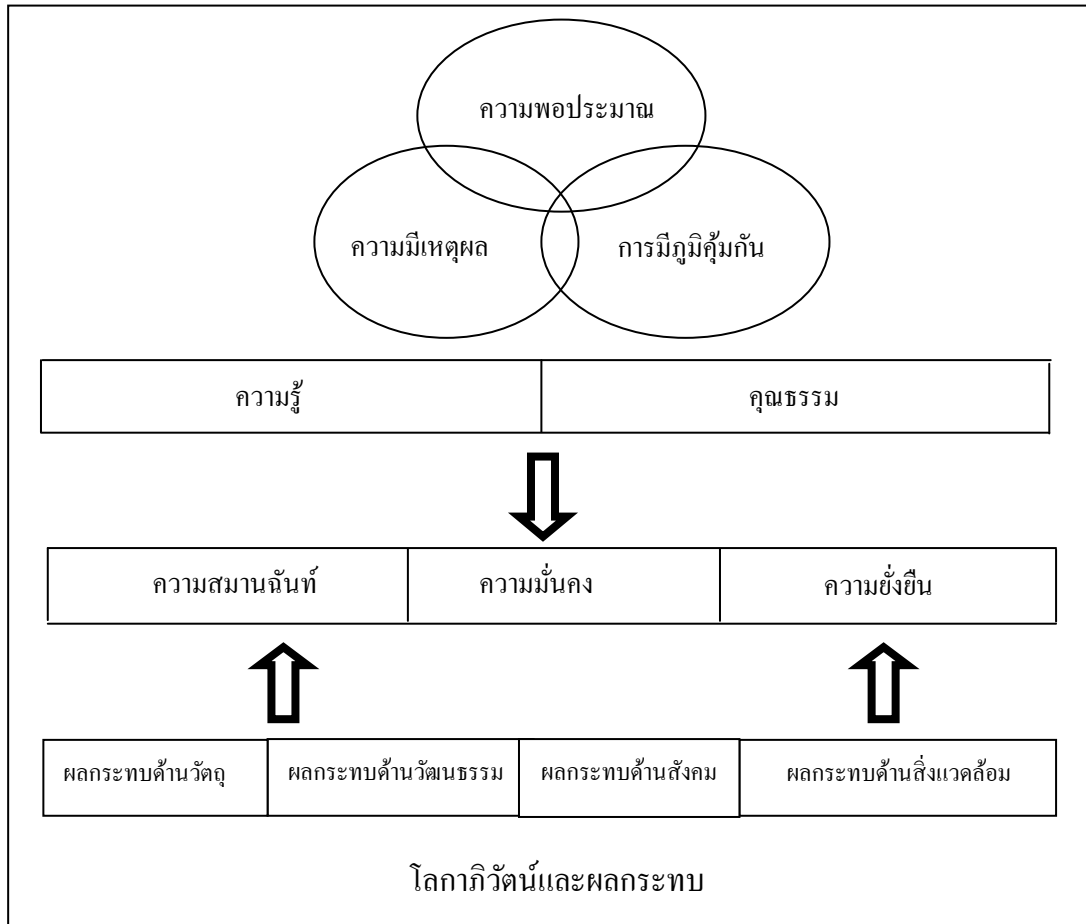 ความพอประมาณ
ความมีเหตุผล การมีภูมิคุ้มกัน
ความรู้ คุณธรรม
ความสมานฉันท์ ความมั่นคง ความยั่งยืน
ผลกระทบด้านวัตถุ ผลกระทบด้านวัฒนธรรม ผลกระทบด้านสังคม ผลกระทบด้านสิ่งแวดล้อม
โลกาภิวัตน์และผลกระทบ